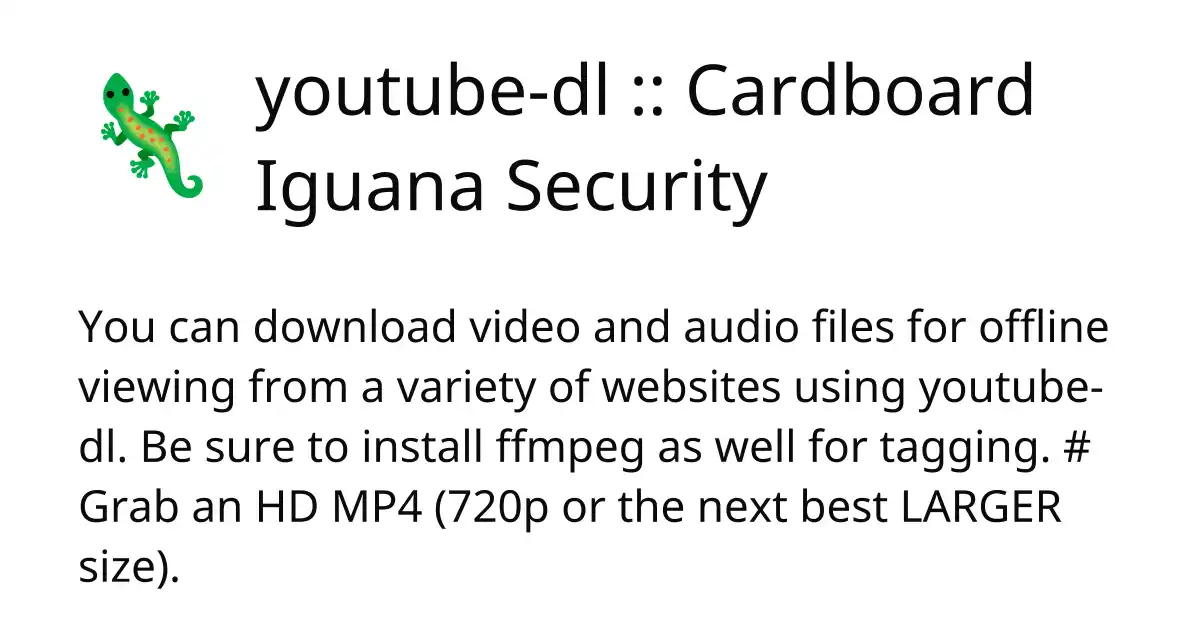 youtube-dl :: Cardboard
Iguana Security
You can download video and audio files for offline
viewing from a variety of websites using youtube-
dl. Be sure to install ffmpeg as well for tagging. #
Grab an HD MP4 (720p or the next best LARGER
size).